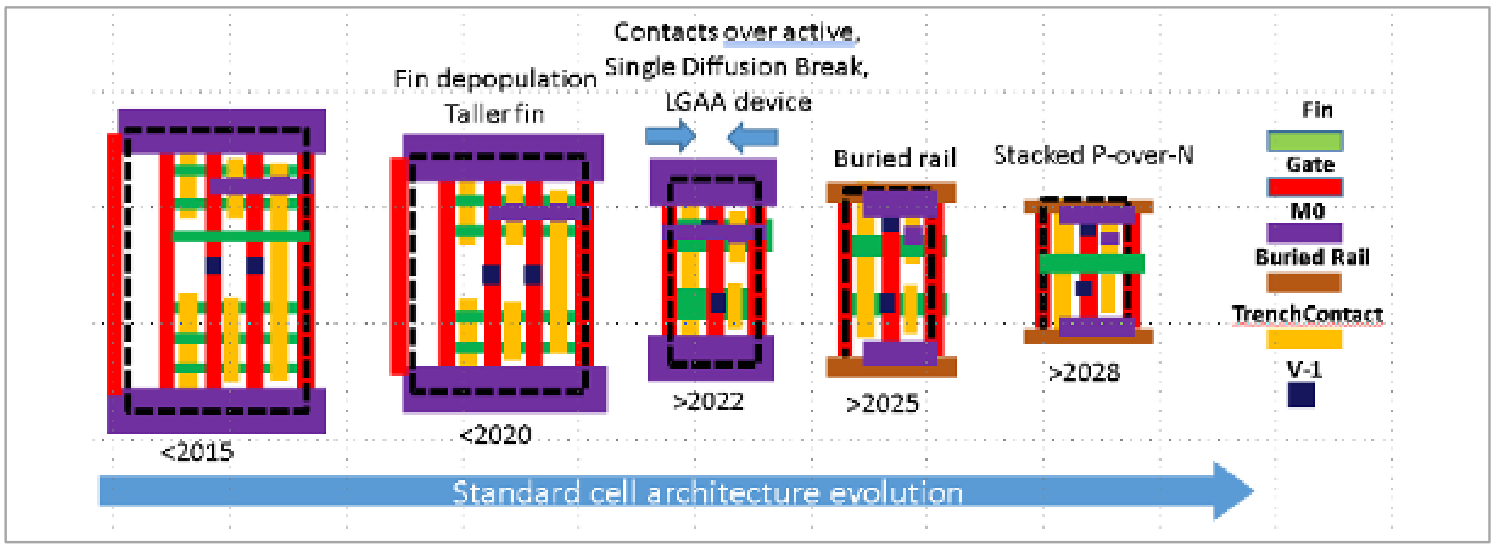 Contacts over active,
Single Diffusion Break,
LGAA device
Fin depopulation
Taller fin
Buried rail
Stacked P-over-N
Fin
Gate
M0
Buried Rail
TrenchContact
V-1
<2015
<2020
>2022
>2025
>2028
Standard cell architecture evolution